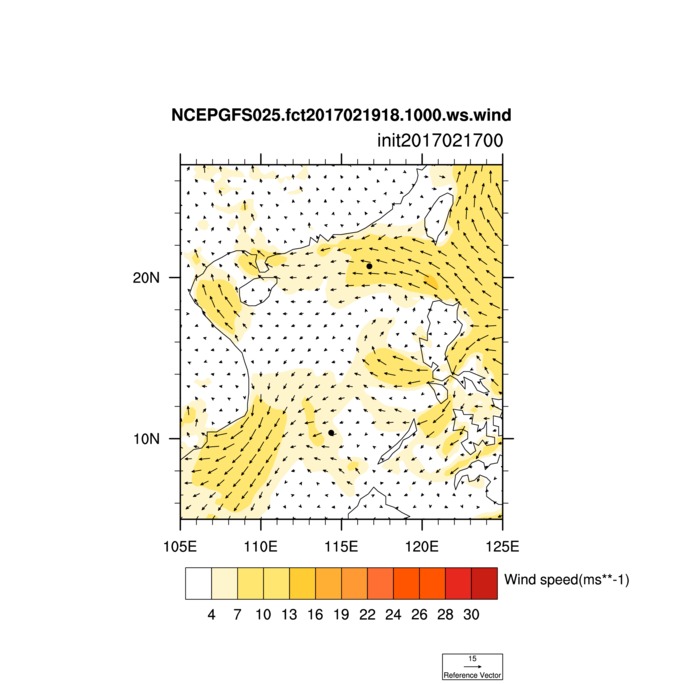 NCEPGFS025.fct2017021918.1000.ws.wind
init2017021700
20N
10N
105E 110E 115E 120E 125E
Wind speed(ms**-1)
4 7 10 13 16 19 22 24 26 28 30
15
Reference Vector